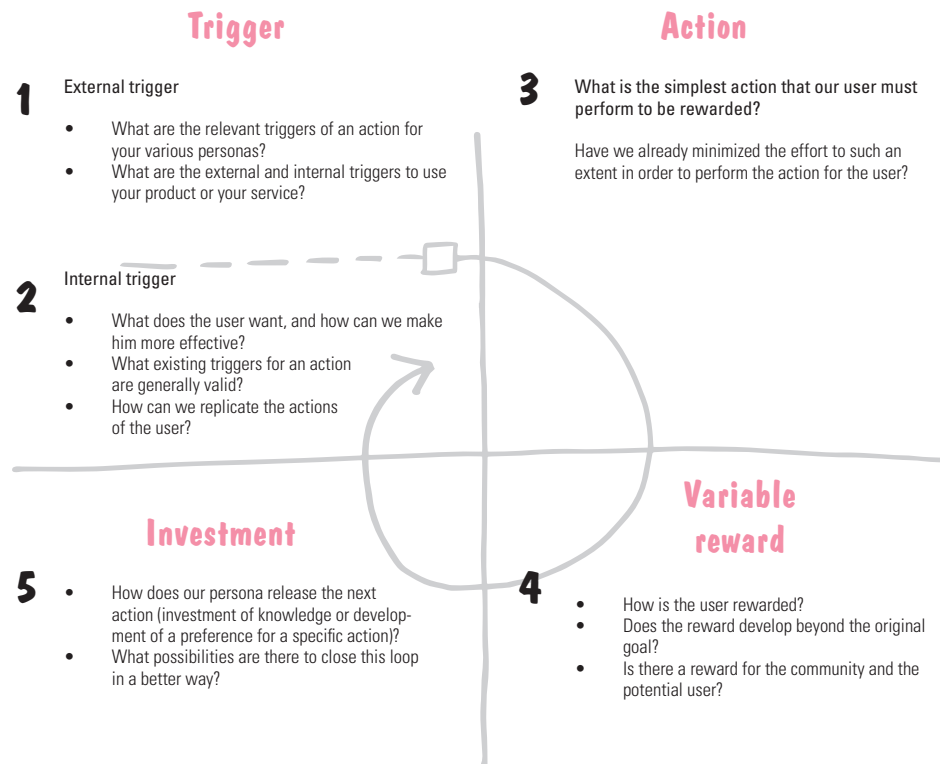 Trigger
1
External trigger
• What are the relevant triggers of an action for
your various personas?
• What are the external and internal triggers to use
your product or your service?
2
Internal trigger
• What does the user want, and how can we make
him more effective?
• What existing triggers for an action
are generally valid?
• How can we replicate the actions
of the user?
Action
3
What is the simplest action that our user must
perform to be rewarded?
Have we already minimized the effort to such an
extent in order to perform the action for the user?
Variable
reward
4
• How is the user rewarded?
• Does the reward develop beyond the original
goal?
• Is there a reward for the community and the
potential user?
Investment
5
• How does our persona release the next
action (investment of knowledge or develop-
ment of a preference for a specific action)?
• What possibilities are there to close this loop
in a better way?